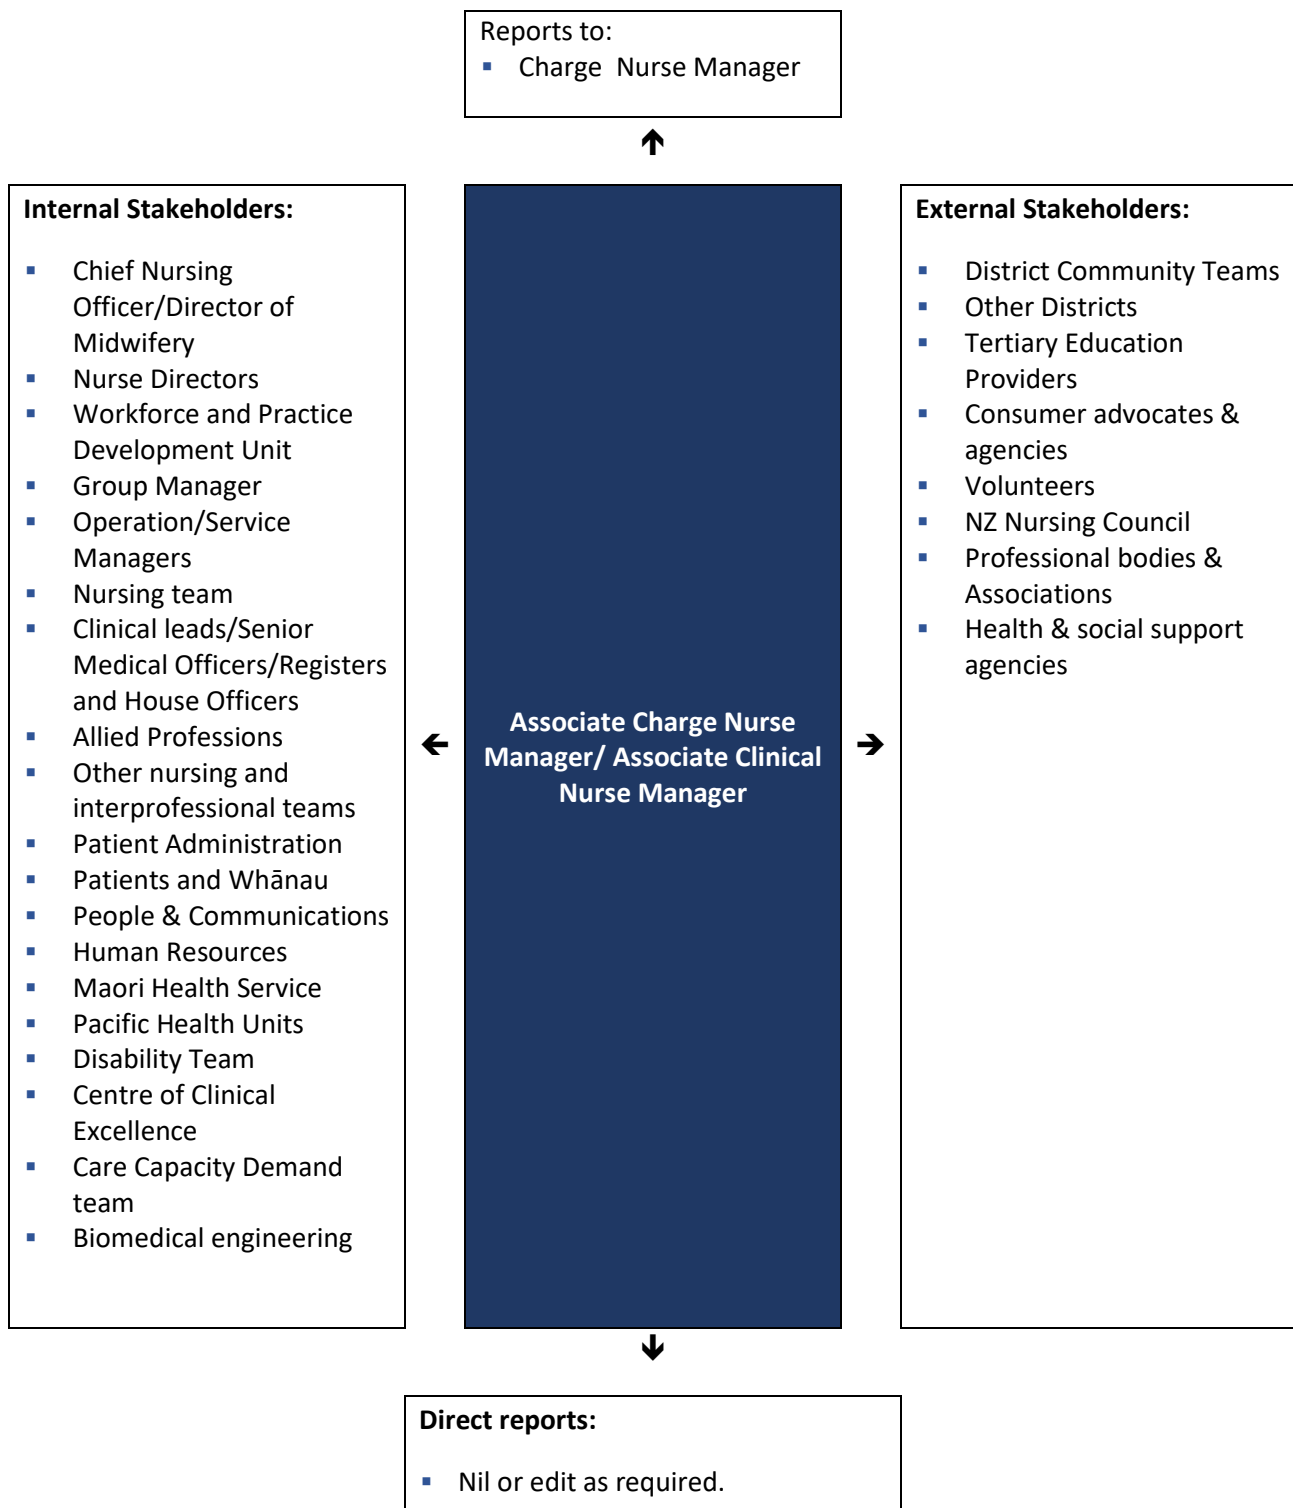 Reports to:
▪ Charge  Nurse Manager
🡩
Internal Stakeholders:
▪ Chief Nursing
Officer/Director of
Midwifery
▪ Nurse Directors
▪ Workforce and Practice
Development Unit
▪ Group Manager
▪ Operation/Service
Managers
▪ Nursing team
▪ Clinical leads/Senior
Medical Officers/Registers
and House Officers
▪ Allied Professions
▪ Other nursing and
interprofessional teams
▪ Patient Administration
▪ Patients and Whānau
▪ People & Communications
▪ Human Resources
▪ Maori Health Service
▪ Pacific Health Units
▪ Disability Team
▪ Centre of Clinical
Excellence
▪ Care Capacity Demand
team
▪ Biomedical engineering
🡨
Associate Charge Nurse
Manager/ Associate Clinical
Nurse Manager
🡪
External Stakeholders:
▪ District Community Teams
▪ Other Districts
▪ Tertiary Education
Providers
▪ Consumer advocates &
agencies
▪ Volunteers
▪ NZ Nursing Council
▪ Professional bodies &
Associations
▪ Health & social support
agencies
🡫
Direct reports:
▪ Nil or edit as required.